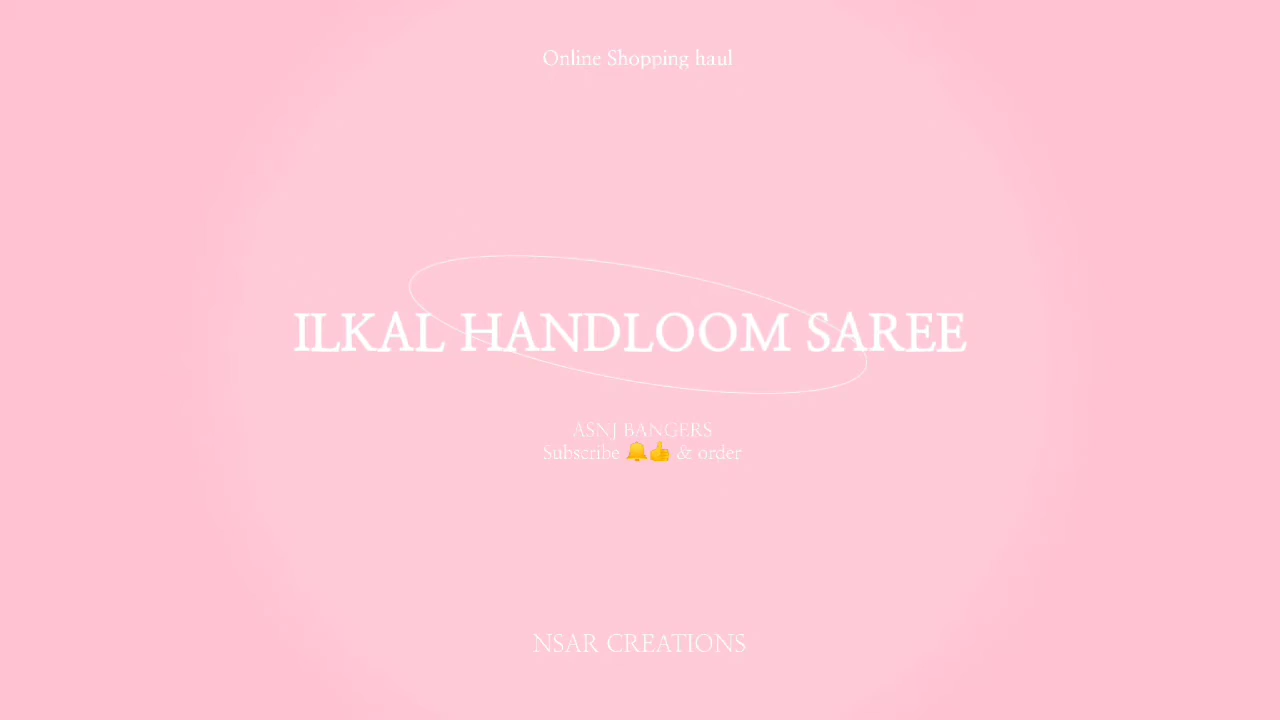 Online Shopping haul
ILKAL HANDLOOM SAREE
ASNJ BANGERS
Subscribe 🔔👍 & order
NSAR CREATIONS